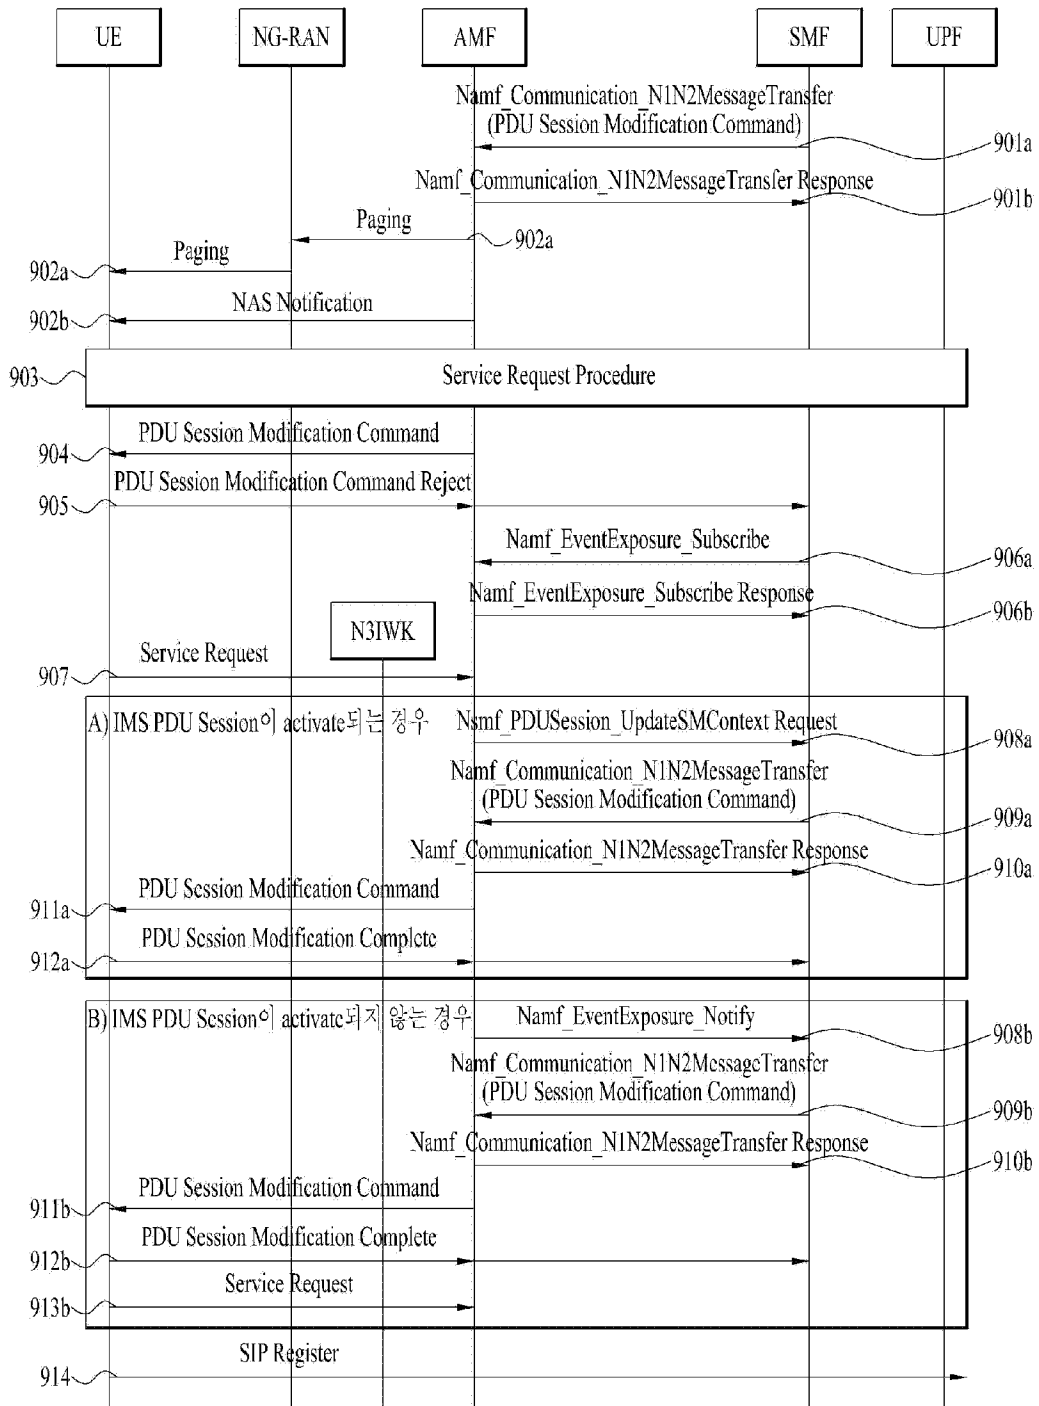 UE
NG-RAN
AMF
SMF
UPF
Namf_Communication_N1N2MessageTransfer
(PDU Session Modification Command)
901a
Namf_Communication_N1N2MessageTransfer Response
901b
Paging
902a
Paging
902a
NAS Notification
902b
903
Service Request Procedure
PDU Session Modification Command
904
PDU Session Modification Command Reject
905
Namf_EventExposure_Subscribe
906a
Namf_EventExposure_Subscribe Response
906b
N3IWK
Service Request
907
A) IMS PDU Session이 activate되는 경우
Nsmf_PDUSession_UpdateSMContext Request
908a
Namf_Communication_N1N2MessageTransfer
(PDU Session Modification Command)
909a
Namf_Communication_N1N2MessageTransfer Response
910a
PDU Session Modification Command
911a
PDU Session Modification Complete
912a
B) IMS PDU Session이 activate되지 않는 경우
Namf_EventExposure_Notify
908b
Namf_Communication_N1N2MessageTransfer
(PDU Session Modification Command)
909b
Namf_Communication_N1N2MessageTransfer Response
910b
PDU Session Modification Command
911b
PDU Session Modification Complete
912b
Service Request
913b
SIP Register
914